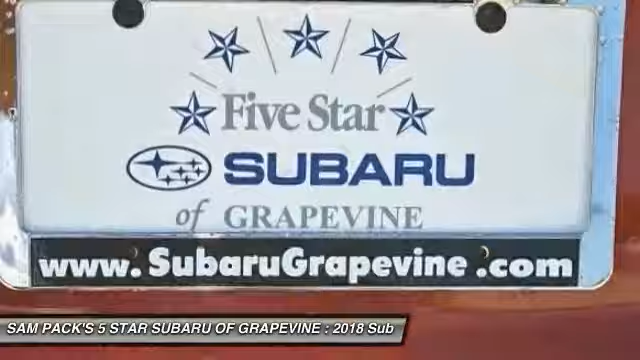 Five Star
SUBARU
of GRAPEVINE
www.SubaruGrapevine.com
SAM PACK'S 5 STAR SUBARU OF GRAPEVINE : 2018 Sub